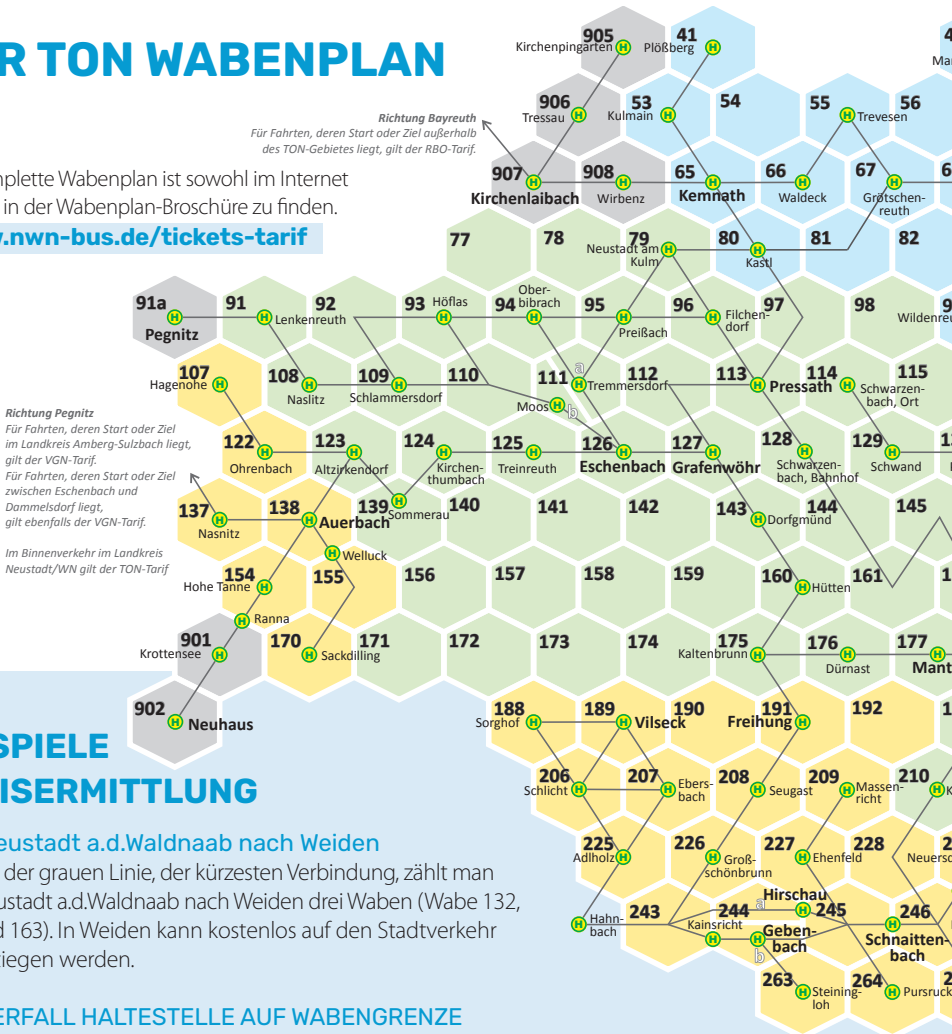 R TON WABENPLAN
Richtung Bayreuth
Für Fahrten, deren Start oder Ziel außerhalb
des TON-Gebietes liegt, gilt der RBO-Tarif.
nplette Wabenplan ist sowohl im Internet
in der Wabenplan-Broschüre zu finden.
w.nwn-bus.de/tickets-tarif
905
Kirchenpingarten
41
Plößberg
906
Tressau
53
Kulmain
54
55
Trevesen
56
907
Kirchenlaibach
908
Wirbenz
65
Kemnath
66
Waldeck
67
Grötschen-
reuth
77
78
79
Neustadt am
Kulm
80
Kastl
81
82
91a
Pegnitz
91
Lenkenreuth
92
93
Höflas
94
Ober-
bibrach
95
Preißach
96
Filchen-
dorf
97
98
Wildenreu
107
Hagenohe
108
Naslitz
109
Schlammersdorf
110
111
a
Tremmersdorf
Moos
b
112
113
Pressath
114
Schwarzen-
bach, Ort
115
Richtung Pegnitz
Für Fahrten, deren Start oder Ziel
im Landkreis Amberg-Sulzbach liegt,
gilt der VGN-Tarif.
Für Fahrten, deren Start oder Ziel
zwischen Eschenbach und
Dammelsdorf liegt,
gilt ebenfalls der VGN-Tarif.
Im Binnenverkehr im Landkreis
Neustadt/WN gilt der TON-Tarif
122
Ohrenbach
123
Altzirkendorf
124
Kirchen-
thumbach
125
Treinreuth
126
Eschenbach
127
Grafenwöhr
128
Schwarzen-
bach, Bahnhof
129
Schwand
137
Nasnitz
138
Auerbach
139
Sommerau
140
141
142
143
Dorfgmünd
144
145
Welluck
154
Hohe Tanne
155
156
157
158
159
160
Hütten
161
Ranna
901
Krottensee
170
Sackdilling
171
172
173
174
175
Kaltenbrunn
176
Dürnast
177
Mant
902
Neuhaus
188
Sorghof
189
Vilseck
190
191
Freihung
192
206
Schlicht
207
Ebers-
bach
208
Seugast
209
Massen-
richt
210
225
Adlholz
226
Groß-
schönbrunn
227
Ehenfeld
228
Neuersd
Hahn-
bach
243
244
Kainsricht
a
Hirschau
245
Geben-
bach
b
246
Schnaitten-
bach
263
Steining-
loh
264
Pursruck
SPIELE
ISERMITTLUNG
eustadt a.d.Waldnaab nach Weiden
der grauen Linie, der kürzesten Verbindung, zählt man
ustadt a.d.Waldnaab nach Weiden drei Waben (Wabe 132,
d 163). In Weiden kann kostenlos auf den Stadtverkehr
tiegen werden.
ERFALL HALTESTELLE AUF WABENGRENZE